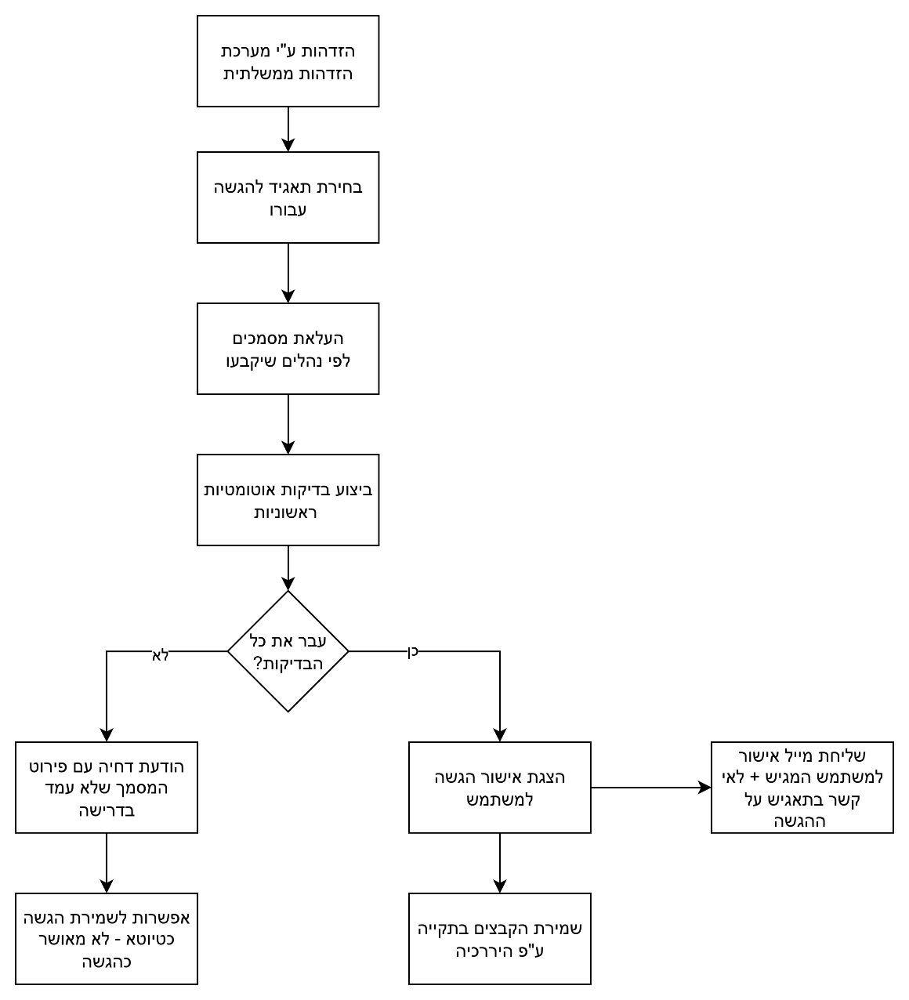 הזדהות ע"י מערכת
הזדהות ממשלתית
בחירת תאגיד להגשה
עבורו
העלאת מסמכים
לפי נהלים שיקבעו
ביצוע בדיקות אוטומטיות
ראשוניות
עבר את כל
הבדיקות?
לא
כן
הודעת דחיה עם פירוט
המסמך שלא עמד
בדרישה
הצגת אישור הגשה
למשתמש
שליחת מייל אישור
למשתמש המגיש + לאי
קשר בתאגיש על
ההגשה
אפשרות לשמירת הגשה
כטיוטא - לא מאושר
כהגשה
שמירת הקבצים בתקייה
ע"פ היררכיה